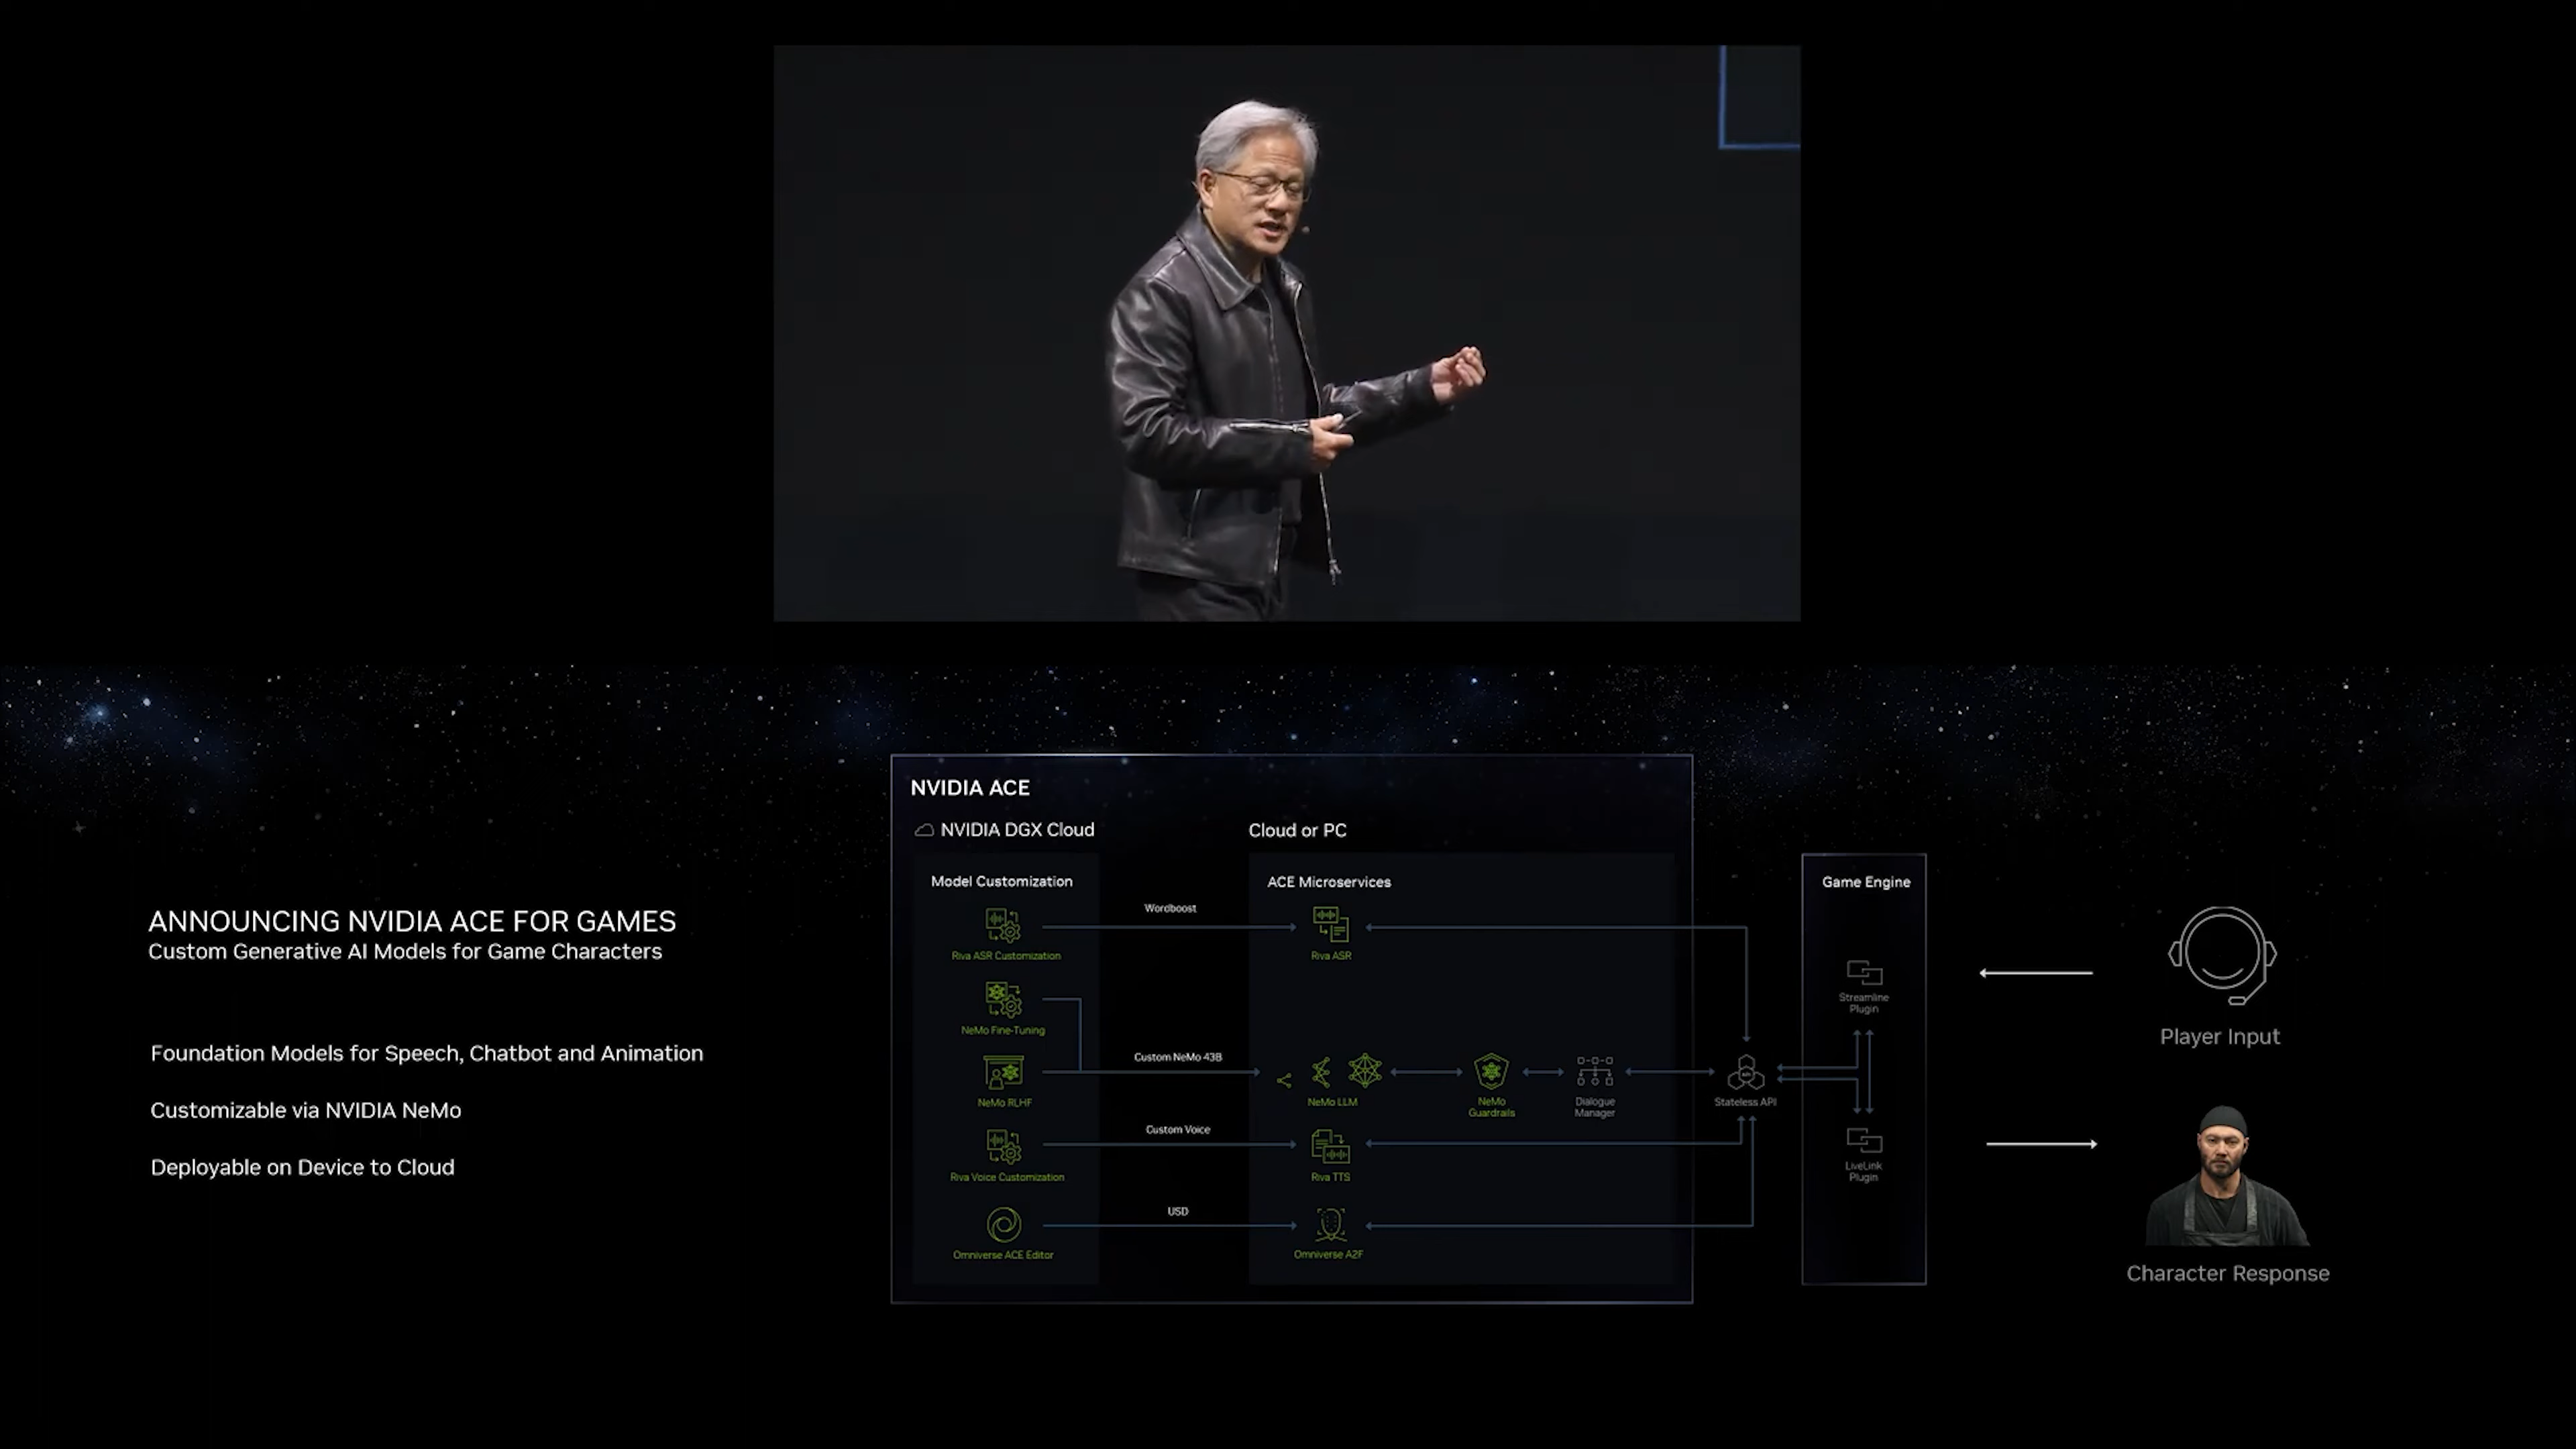 NVIDIA ACE
NVIDIA DGX Cloud
Cloud or PC
Model Customization
ACE Microservices
Game Engine
ANNOUNCING NVIDIA ACE FOR GAMES
Custom Generative AI Models for Game Characters
Foundation Models for Speech, Chatbot and Animation
Customizable via NVIDIA NeMo
Deployable on Device to Cloud
Wordboost
Riva ASR Customization
Riva ASR
NeMo Fine-Tuning
Custom NeMo 43B
NeMo RLHF
NeMo LLM
NeMo
Guardrails
Dialogue
Manager
Stateless API
Custom Voice
Riva Voice Customization
Riva TTS
USD
Omniverse ACE Editor
Omniverse A2F
Streamline
Plugin
LiveLink
Plugin
Player Input
Character Response